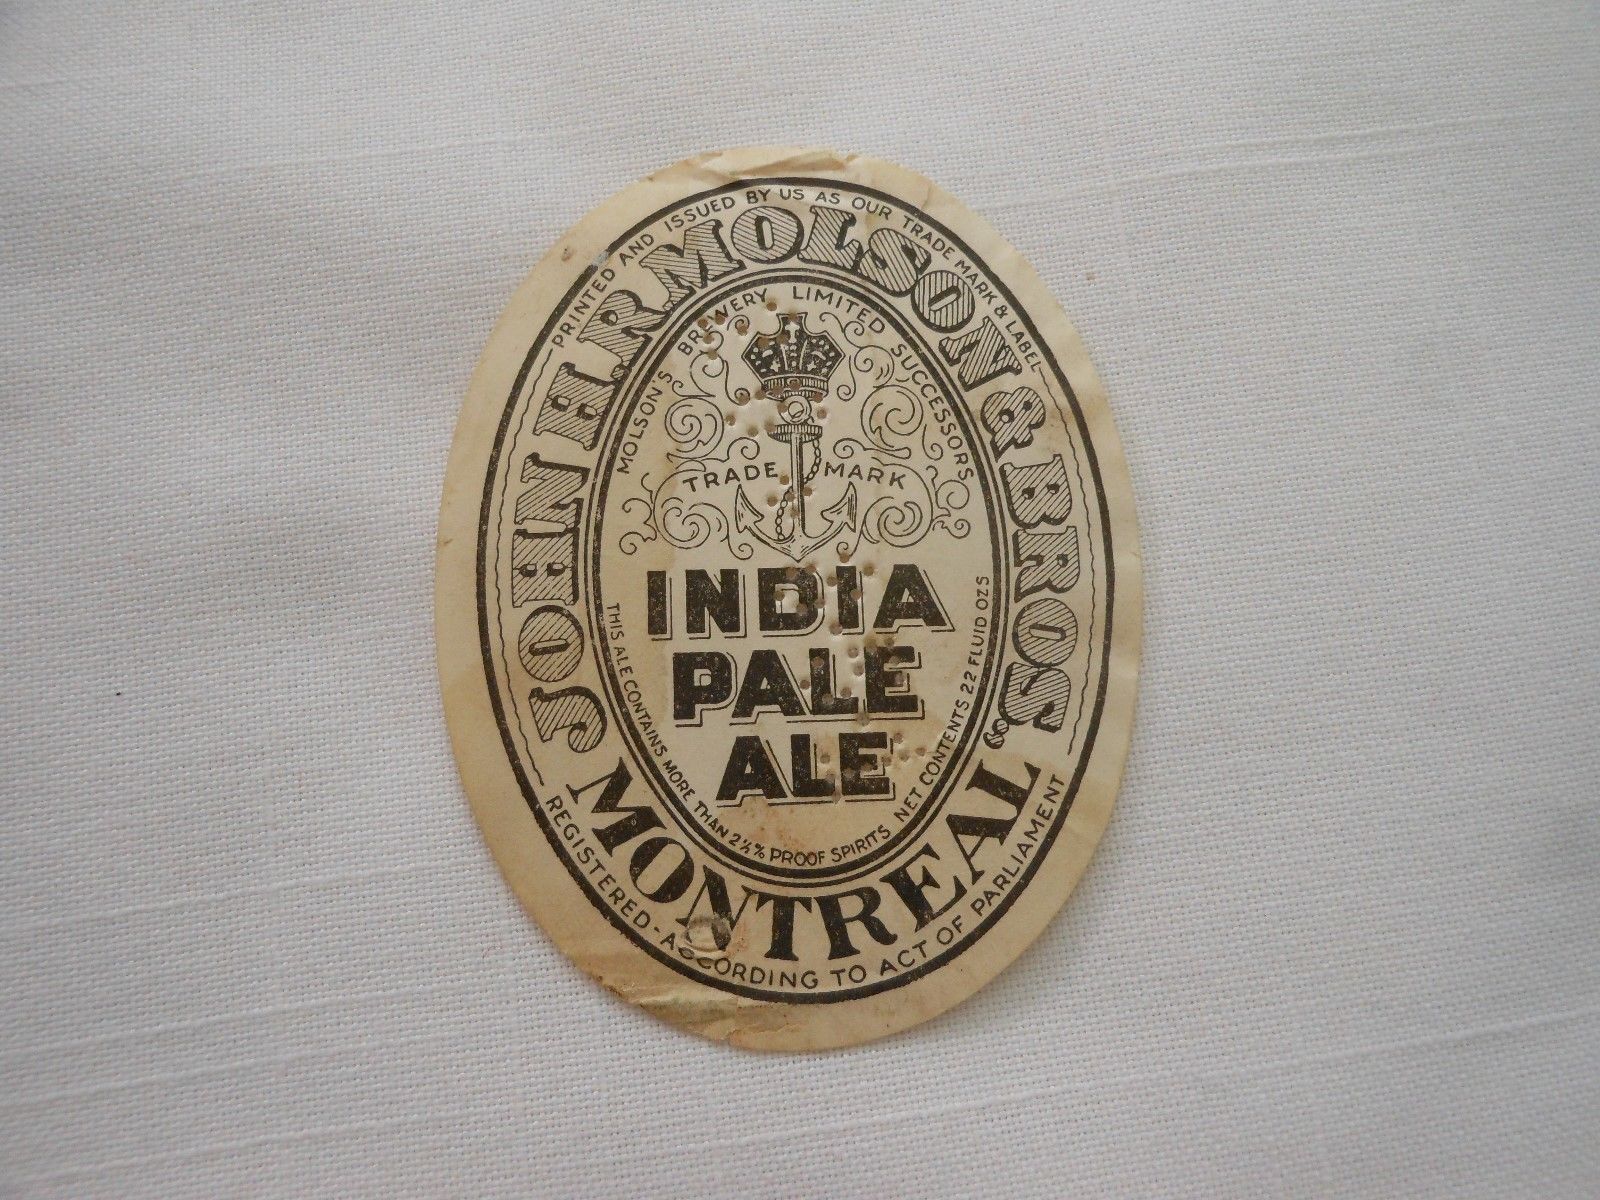 PRINTED AND ISSUED BY US AS OUR TRADE MARK & LABEL
JOHN H.R. MOLSON & BROS.
MOLSON'S BREWERY LIMITED SUCCESSORS
TRADE MARK
INDIA
PALE
ALE
THIS ALE CONTAINS MORE THAN 2½% PROOF SPIRITS NET CONTENTS 22 FLUID OZS
MONTREAL
REGISTERED - ACCORDING TO ACT OF PARLIAMENT